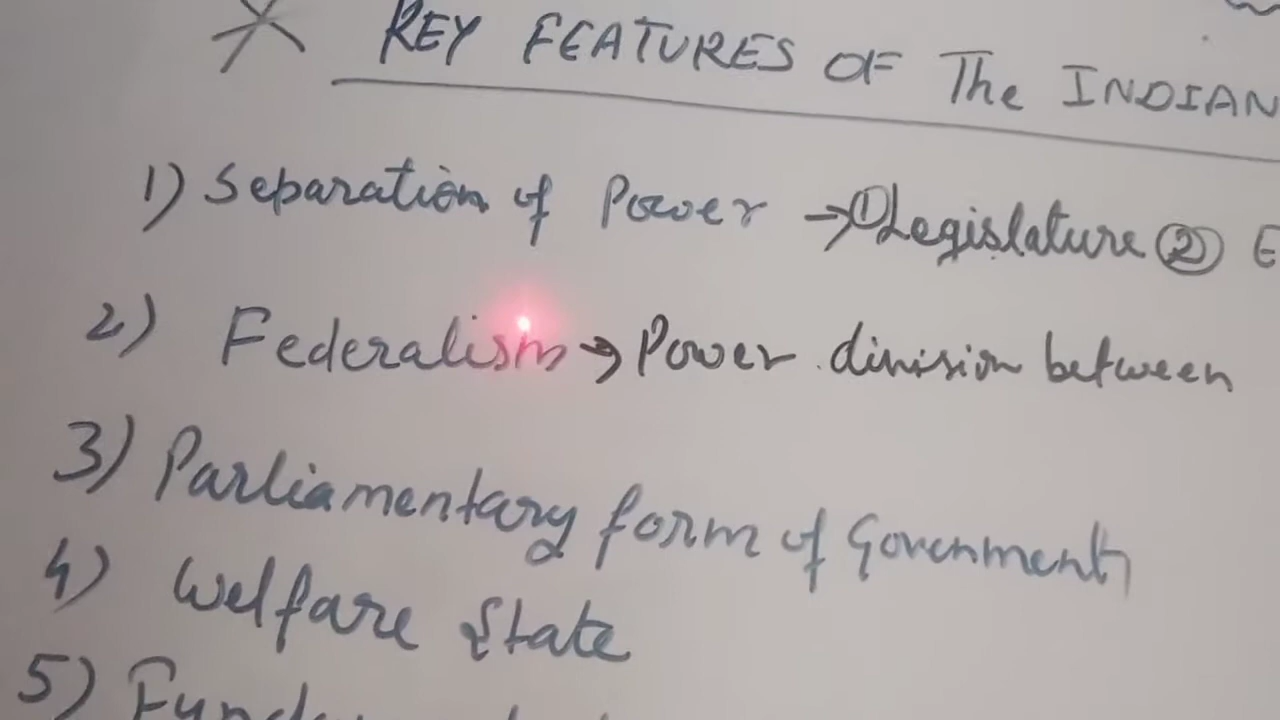 KEY FEATURES OF The INDIAN
1) Separation of Power → ① Legislature ② E
2) Federalism → Power division between
3) Parliamentary form of Government
4) Welfare State
5)